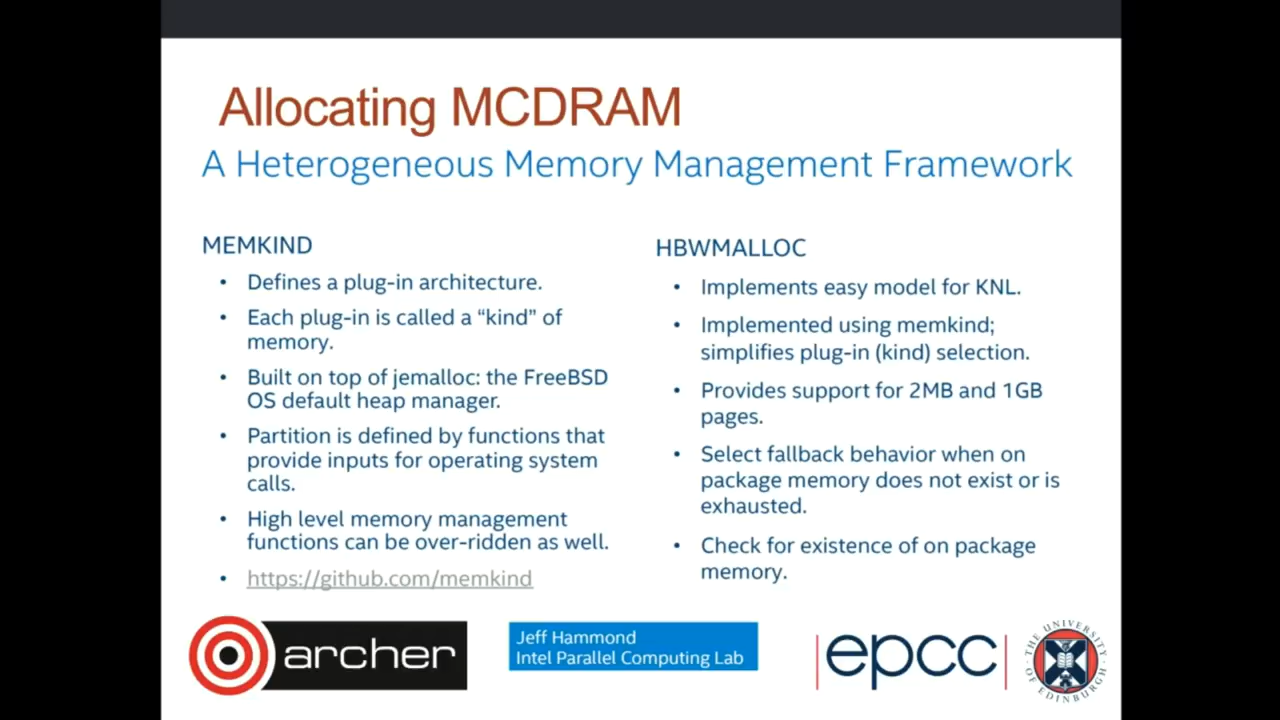 Allocating MCDRAM
A Heterogeneous Memory Management Framework
MEMKIND
• Defines a plug-in architecture.
• Each plug-in is called a “kind” of
memory.
• Built on top of jemalloc: the FreeBSD
OS default heap manager.
• Partition is defined by functions that
provide inputs for operating system
calls.
• High level memory management
functions can be over-ridden as well.
• https://github.com/memkind
HBWMALLOC
• Implements easy model for KNL.
• Implemented using memkind;
simplifies plug-in (kind) selection.
• Provides support for 2MB and 1GB
pages.
• Select fallback behavior when on
package memory does not exist or is
exhausted.
• Check for existence of on package
memory.
archer
Jeff Hammond
Intel Parallel Computing Lab
epcc
THE UNIVERSITY
OF EDINBURGH